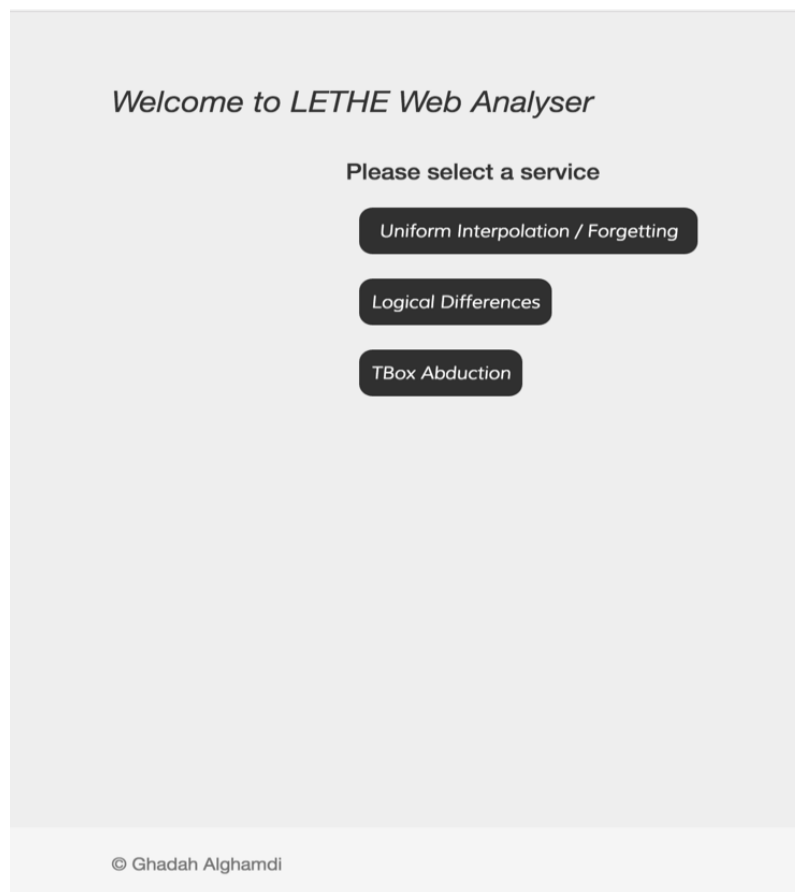 Welcome to LETHE Web Analyser
Please select a service
Uniform Interpolation / Forgetting
Logical Differences
TBox Abduction
© Ghadah Alghamdi